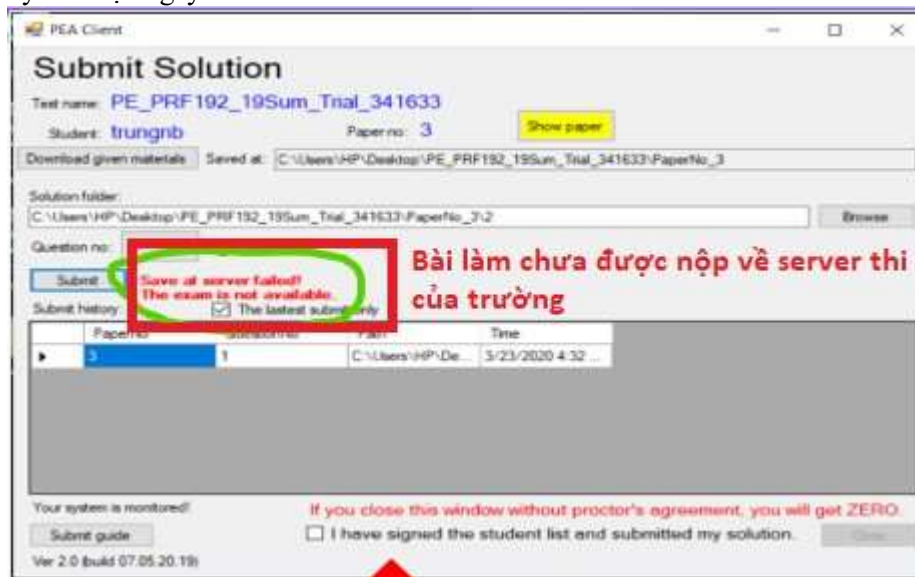 PEA Client
Submit Solution
Test name: PE_PRF192_19Sum_Trial_341633
Student: trungnb Paper no: 3 Show paper
Download given materials Saved at: C:\Users\HP\Desktop\PE_PRF192_19Sum_Trial_341633\PaperNo_3
Solution folder:
C:\Users\HP\Desktop\PE_PRF192_19Sum_Trial_341633\PaperNo_3\2 Browse
Question no:
Submit Save at server failed!
The exam is not available.
Bài làm chưa được nộp về server thi
của trường
Submit history The lastest submit only
PaperNo Time
3 1 C:\Users\HP\De... 3/23/2020 4:32 ...
Your system is monitored! If you close this window without proctor's agreement, you will get ZERO.
Submit guide I have signed the student list and submitted my solution. Close
Ver 2.0 (build 07.05.20.19)